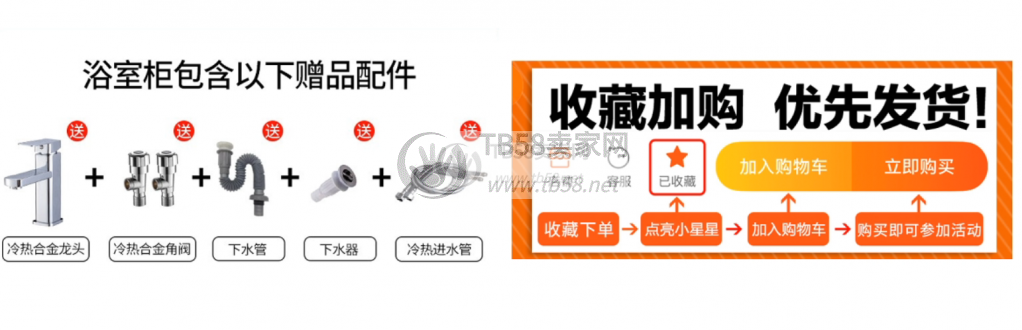 浴室柜包含以下赠品配件
送 送 送 送 送
冷热合金龙头 冷热合金角阀 下水管 下水器 冷热进水管
收藏加购 优先发货!
客服 已收藏 加入购物车 立即购买
收藏下单 点亮小星星 加入购物车 购买即可参加活动
TB58卖家网
www.tb58.net